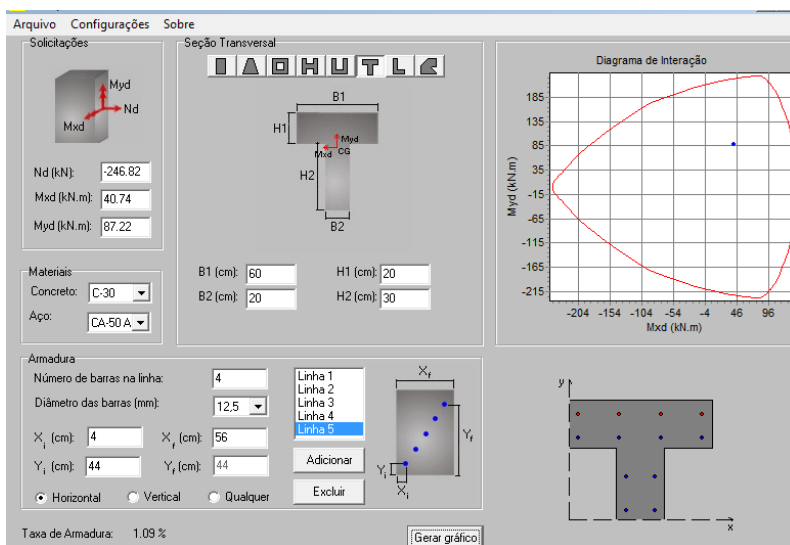 Arquivo Configurações Sobre
Solicitações
Myd
Nd
Mxd
Nd (kN): -246.82
Mxd (kN.m): 40.74
Myd (kN.m): 87.22
Materiais
Concreto: C-30
Aço: CA-50 A
Seção Transversal
B1
H1
Myd
Mxd CG
H2
B2
B1 (cm): 60 H1 (cm): 20
B2 (cm): 20 H2 (cm): 30
Diagrama de Interação
Myd (kN.m)
185
135
85
35
-15
-65
-115
-165
-215
-204 -154 -104 -54 -4 46 96
Mxd (kN.m)
Armadura
Número de barras na linha: 4
Diâmetro das barras (mm): 12,5
Xi (cm): 4 Xf (cm): 56
Yi (cm): 44 Yf (cm): 44
Horizontal Vertical Qualquer
Linha 1
Linha 2
Linha 3
Linha 4
Linha 5
Adicionar
Excluir
Xf
Yf
Yi
Xi
y
x
Taxa de Armadura: 1.09 %
Gerar gráfico